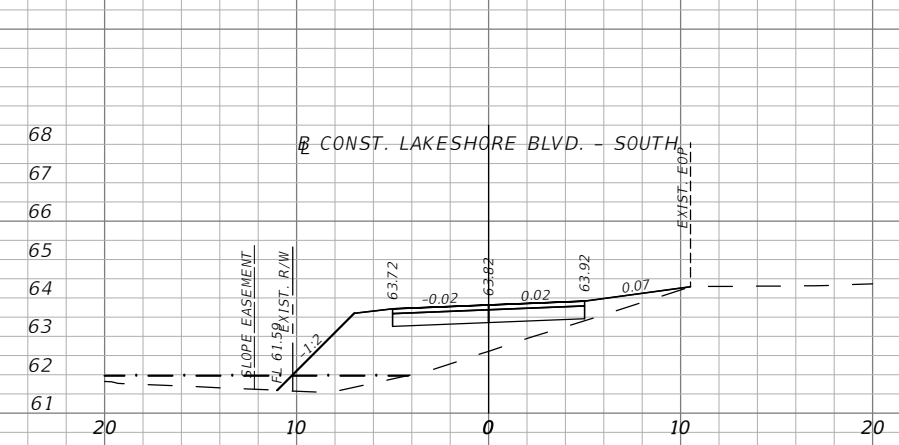 68
℄ CONST. LAKESHORE BLVD. – SOUTH
67
66
65
64
63
62
61
SLOPE EASEMENT
EXIST. R/W
FL 61.59
-1:2
63.72
-0.02
63.82
0.02
63.92
0.07
EXIST. EOP
20 10 0 10 20